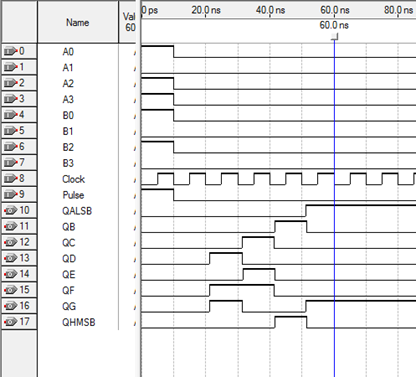 Name Val 60 0 ps 20.0 ns 40.0 ns 60.0 ns 80.0 ns
60.0 ns
0 A0
1 A1
2 A2
3 A3
4 B0
5 B1
6 B2
7 B3
8 Clock
9 Pulse
10 QALSB
11 QB
12 QC
13 QD
14 QE
15 QF
16 QG
17 QHMSB